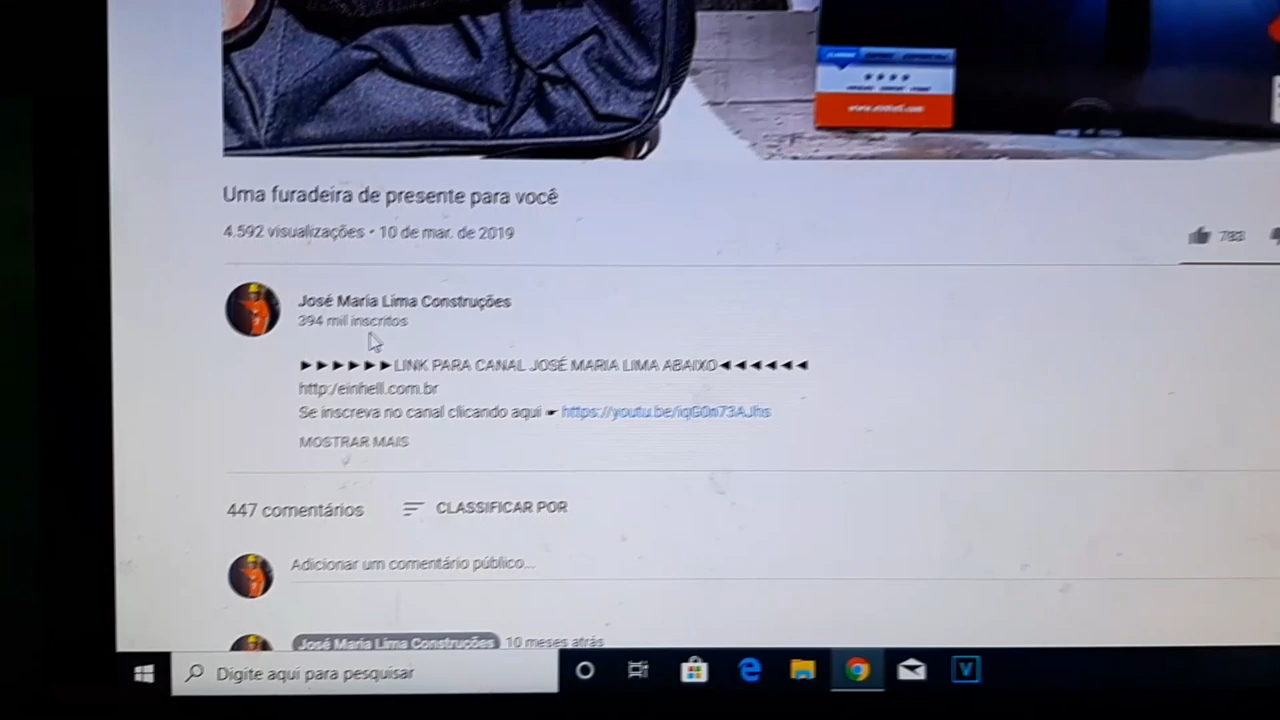 Uma furadeira de presente para você
4.592 visualizações • 10 de mar. de 2019
783
José Maria Lima Construções
394 mil inscritos
►►►►►►LINK PARA CANAL JOSÉ MARIA LIMA ABAIXO◄◄◄◄◄◄
http:/einhell.com.br
Se inscreva no canal clicando aqui ☛ https://youtu.be/iqG0n73AJhs
MOSTRAR MAIS
447 comentários
CLASSIFICAR POR
Adicionar um comentário público...
José Maria Lima Construções 10 meses atrás
Digite aqui para pesquisar
V